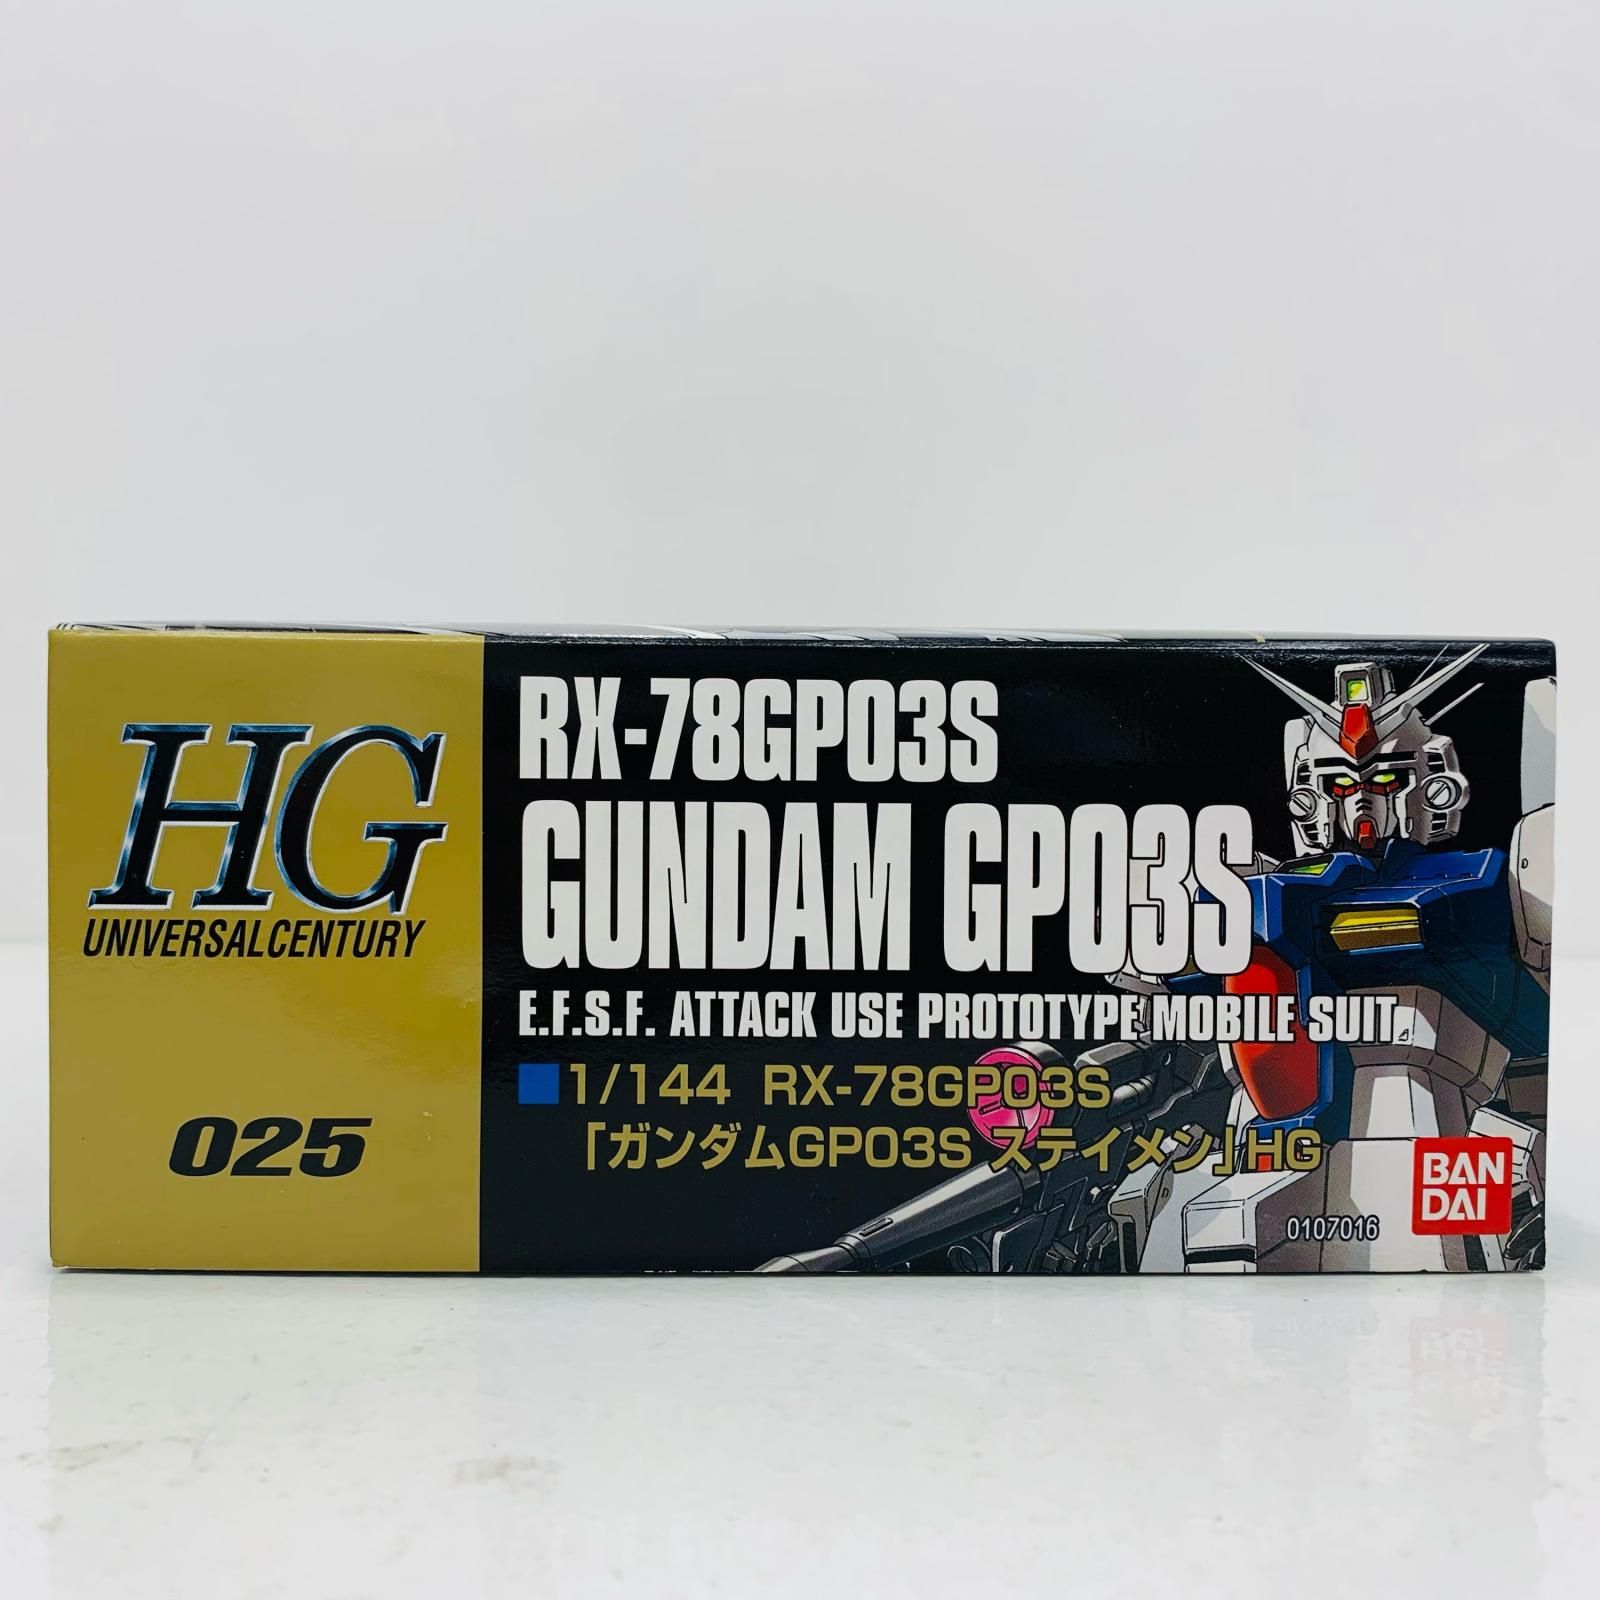 HG
UNIVERSALCENTURY
025
RX-78GP03S
GUNDAM GP03S
E.F.S.F. ATTACK USE PROTOTYPE MOBILE SUIT
■1/144 RX-78GP03S
「ガンダムGP03S ステイメン」HG
0107016
BAN
DAI